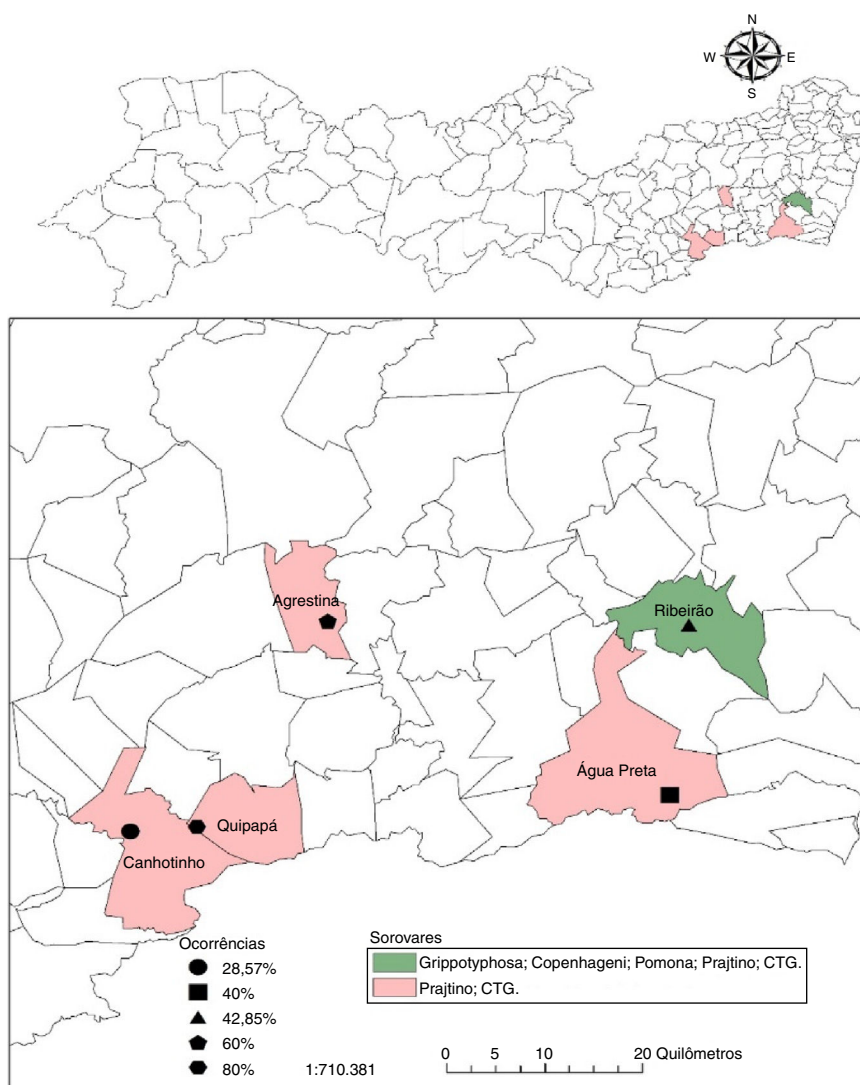 N
W E
S
Agrestina
Ribeirão
Água Preta
Quipapá
Canhotinho
Ocorrências
28,57%
40%
42,85%
60%
80%
Sorovares
Grippotyphosa; Copenhageni; Pomona; Prajtino; CTG.
Prajtino; CTG.
1:710.381
0 5 10 20 Quilômetros